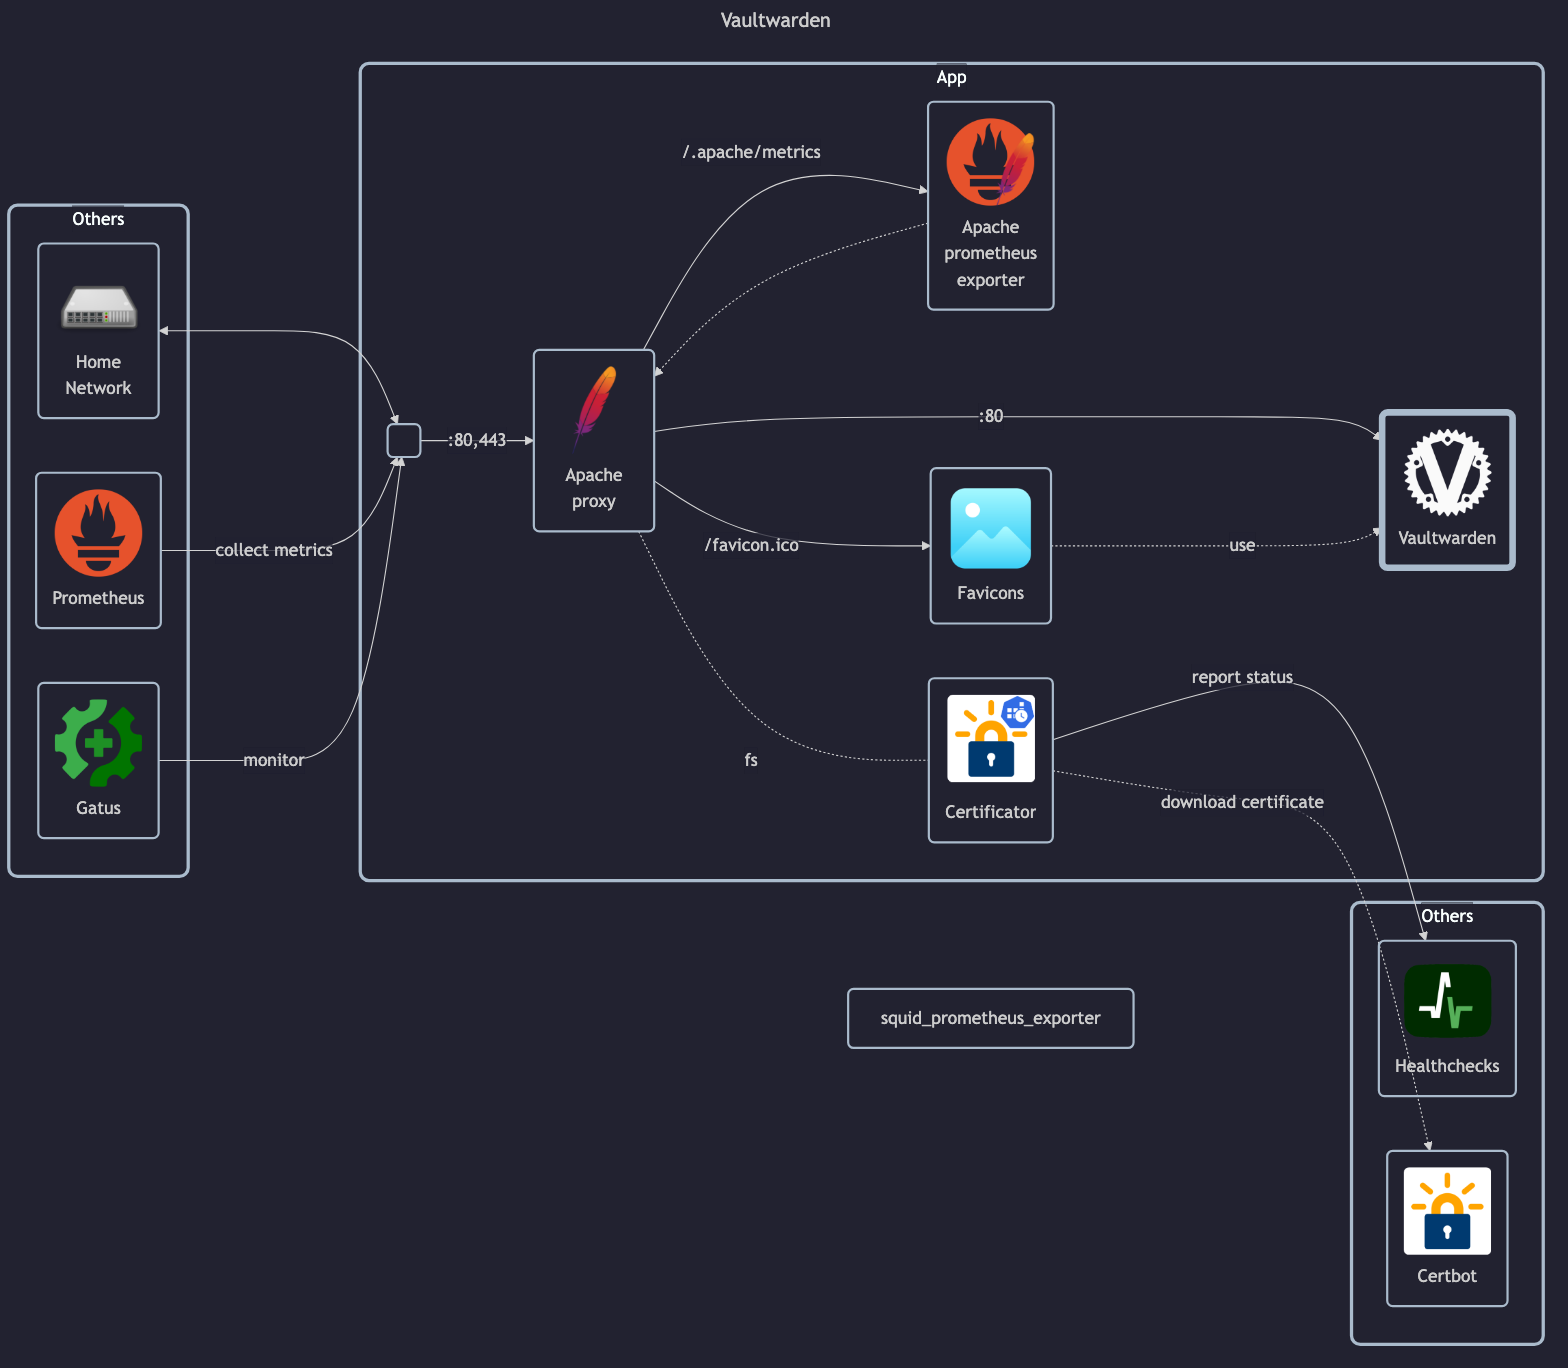 Vaultwarden
App
/.apache/metrics
Apache
prometheus
exporter
Others
Home
Network
:80,443
Apache
proxy
:80
Vaultwarden
Prometheus
collect metrics
/favicon.ico
Favicons
use
Gatus
monitor
fs
Certificator
report status
download certificate
Others
Healthchecks
squid_prometheus_exporter
Certbot